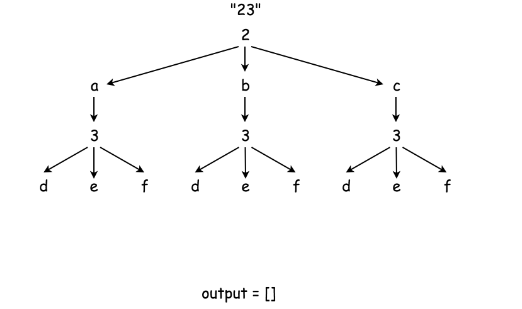 "23"
2
a b c
3 3 3
d e f d e f d e f
output = []